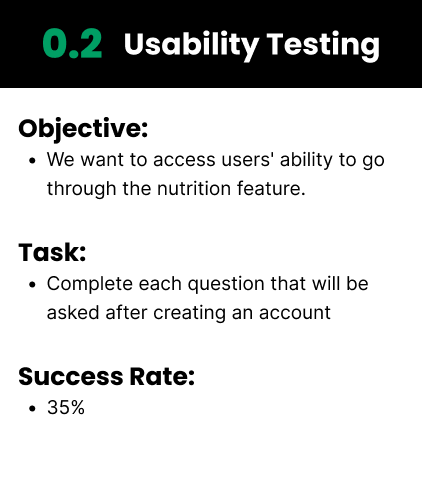 0.2 Usability Testing
Objective:
• We want to access users' ability to go
through the nutrition feature.
Task:
• Complete each question that will be
asked after creating an account
Success Rate:
• 35%